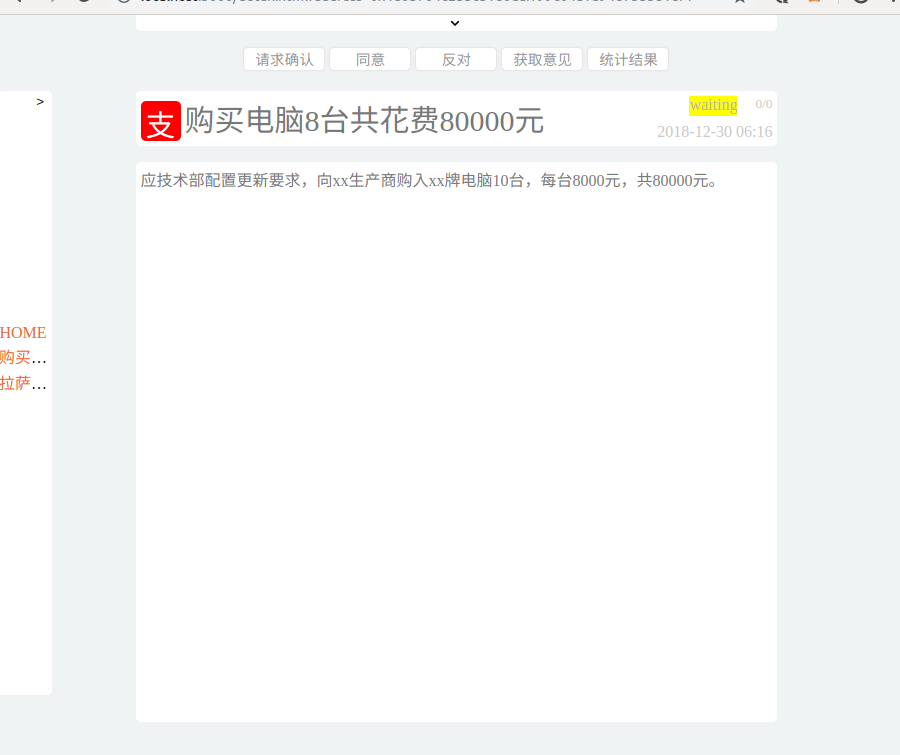 请求确认 同意 反对 获取意见 统计结果
>
支 购买电脑8台共花费80000元
waiting 0/0
2018-12-30 06:16
应技术部配置更新要求，向xx生产商购入xx牌电脑10台，每台8000元，共80000元。
HOME
购买...
拉萨...